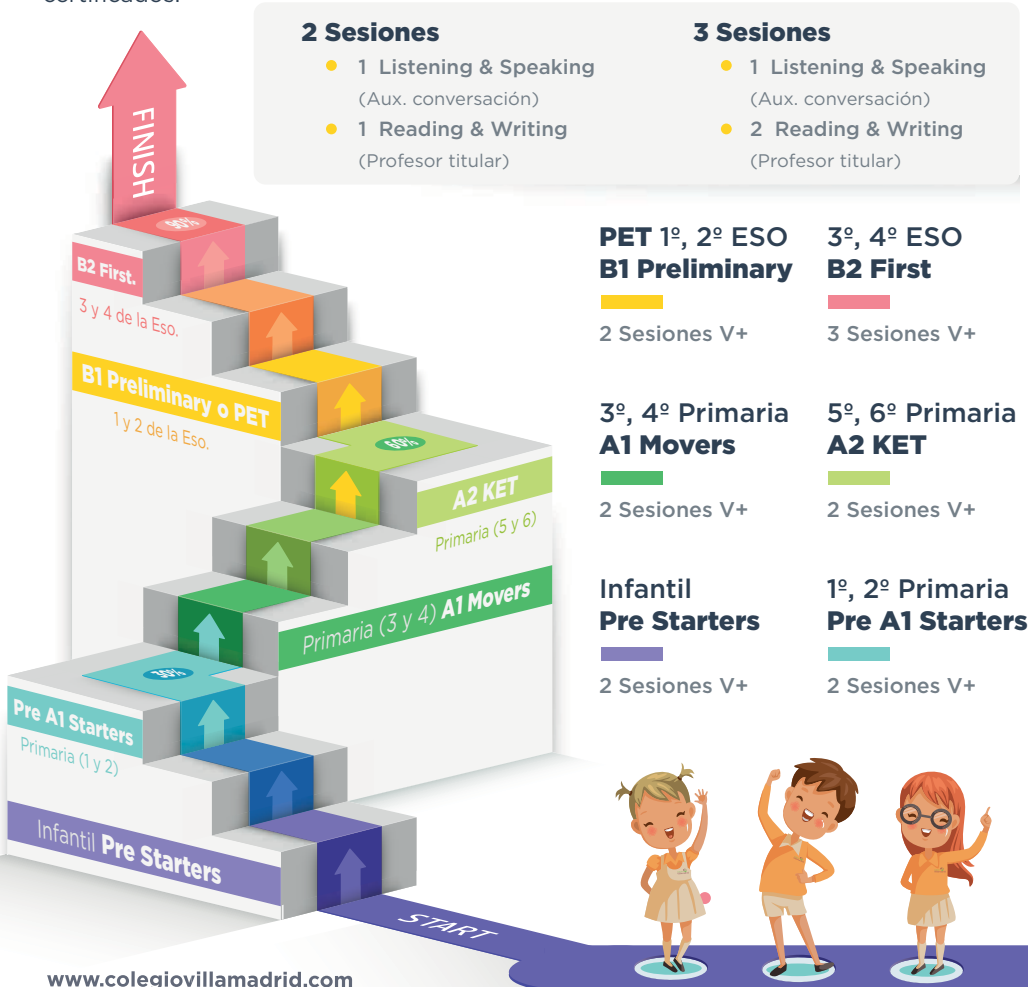 certificados.
2 Sesiones
1 Listening & Speaking
(Aux. conversación)
1 Reading & Writing
(Profesor titular)
3 Sesiones
1 Listening & Speaking
(Aux. conversación)
2 Reading & Writing
(Profesor titular)
FINISH
90%
B2 First.
3 y 4 de la Eso.
B1 Preliminary o PET
1 y 2 de la Eso.
60%
A2 KET
Primaria (5 y 6)
Primaria (3 y 4) A1 Movers
30%
Pre A1 Starters
Primaria (1 y 2)
Infantil Pre Starters
START
PET 1º, 2º ESO
B1 Preliminary
2 Sesiones V+
3º, 4º ESO
B2 First
3 Sesiones V+
3º, 4º Primaria
A1 Movers
2 Sesiones V+
5º, 6º Primaria
A2 KET
2 Sesiones V+
Infantil
Pre Starters
2 Sesiones V+
1º, 2º Primaria
Pre A1 Starters
2 Sesiones V+
www.colegiovillamadrid.com